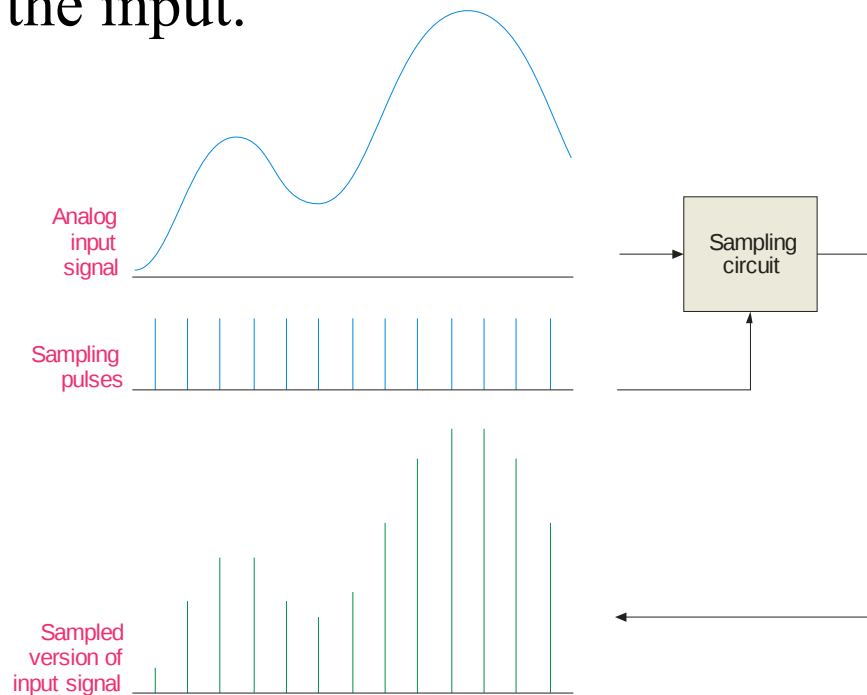 the input.
Analog
input
signal
Sampling
circuit
Sampling
pulses
Sampled
version of
input signal